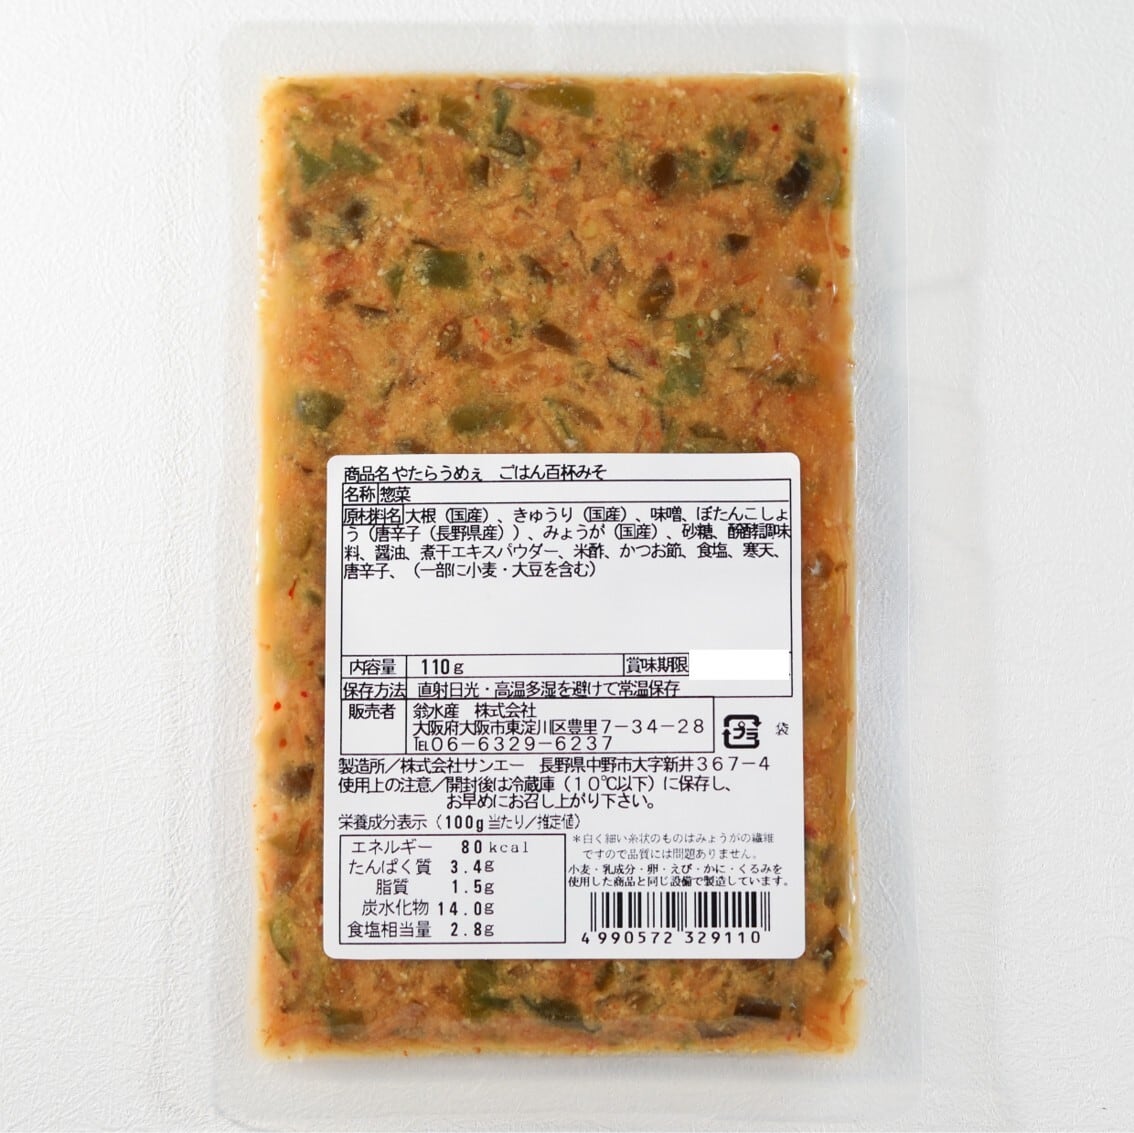 商品名 やたらうめぇ　ごはん百杯みそ
名称 惣菜
原材料名 大根（国産）、きゅうり（国産）、味噌、ぼたんこしょ
う（唐辛子（長野県産））、みょうが（国産）、砂糖、醗酵調味
料、醤油、煮干エキスパウダー、米酢、かつお節、食塩、寒天、
唐辛子、（一部に小麦・大豆を含む）
内容量 110g 賞味期限
保存方法 直射日光・高温多湿を避けて常温保存
販売者 翁水産　株式会社
大阪府大阪市東淀川区豊里７－３４－２８
℡０６－６３２９－６２３７
プラ 袋
製造所／株式会社サンエー　長野県中野市大字新井３６７－４
使用上の注意／開封後は冷蔵庫（１０℃以下）に保存し、
お早めにお召し上がり下さい。
栄養成分表示（100g当たり／推定値）
エネルギー 80kcal
たんぱく質 3.4g
脂質 1.5g
炭水化物 14.0g
食塩相当量 2.8g
＊白く細い糸状のものはみょうがの繊維
ですので品質には問題ありません。
小麦・乳成分・卵・えび・かに・くるみを
使用した商品と同じ設備で製造しています。
4 990572 329110